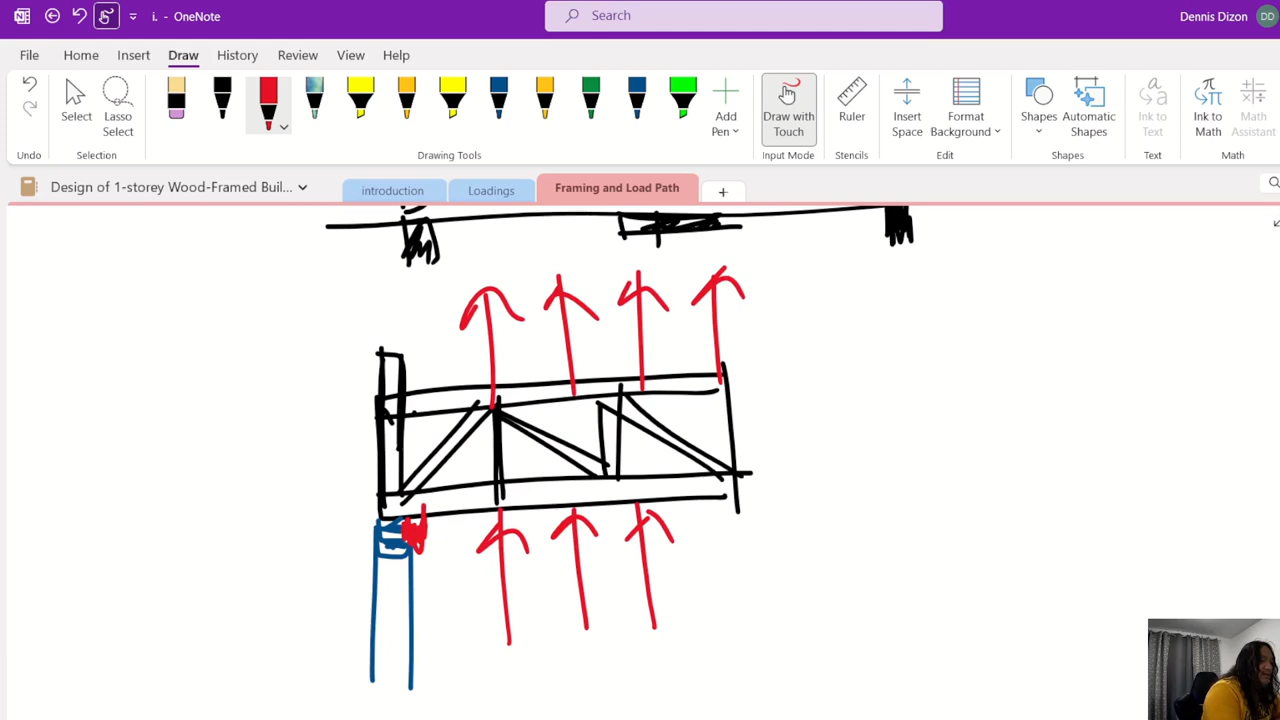 i. - OneNote
Search
Dennis Dizon
DD
File Home Insert Draw History Review View Help
Select
Lasso Select
Add Pen
Draw with Touch
Ruler
Insert Space
Format Background
Shapes
Automatic Shapes
Ink to Text
Ink to Math
Math Assistant
Undo
Selection
Drawing Tools
Input Mode
Stencils
Edit
Shapes
Text
Math
Design of 1-storey Wood-Framed Buil...
introduction
Loadings
Framing and Load Path